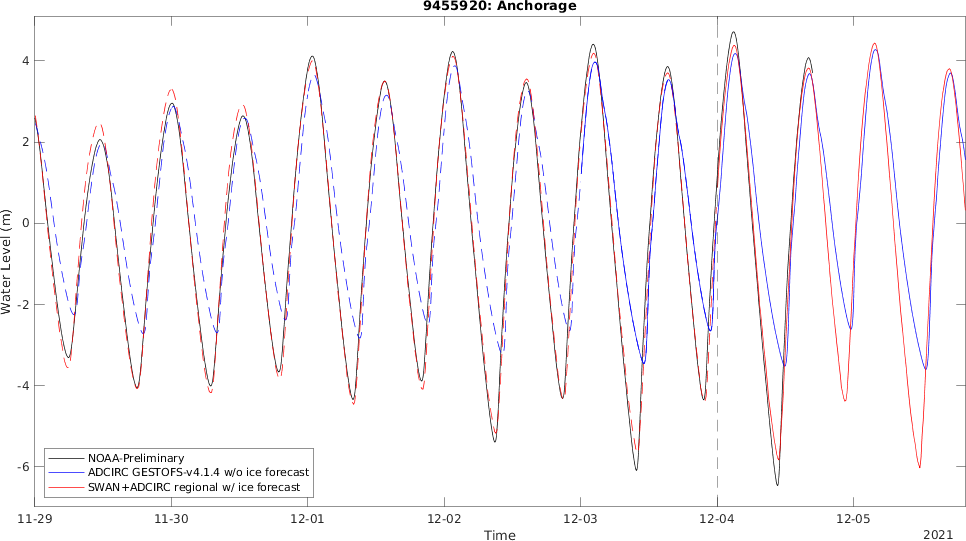 9455920: Anchorage
Water Level (m)
4
2
0
-2
-4
-6
NOAA-Preliminary
ADCIRC GESTOFS-v4.1.4 w/o ice forecast
SWAN+ADCIRC regional w/ ice forecast
11-29 11-30 12-01 12-02 12-03 12-04 12-05
Time
2021